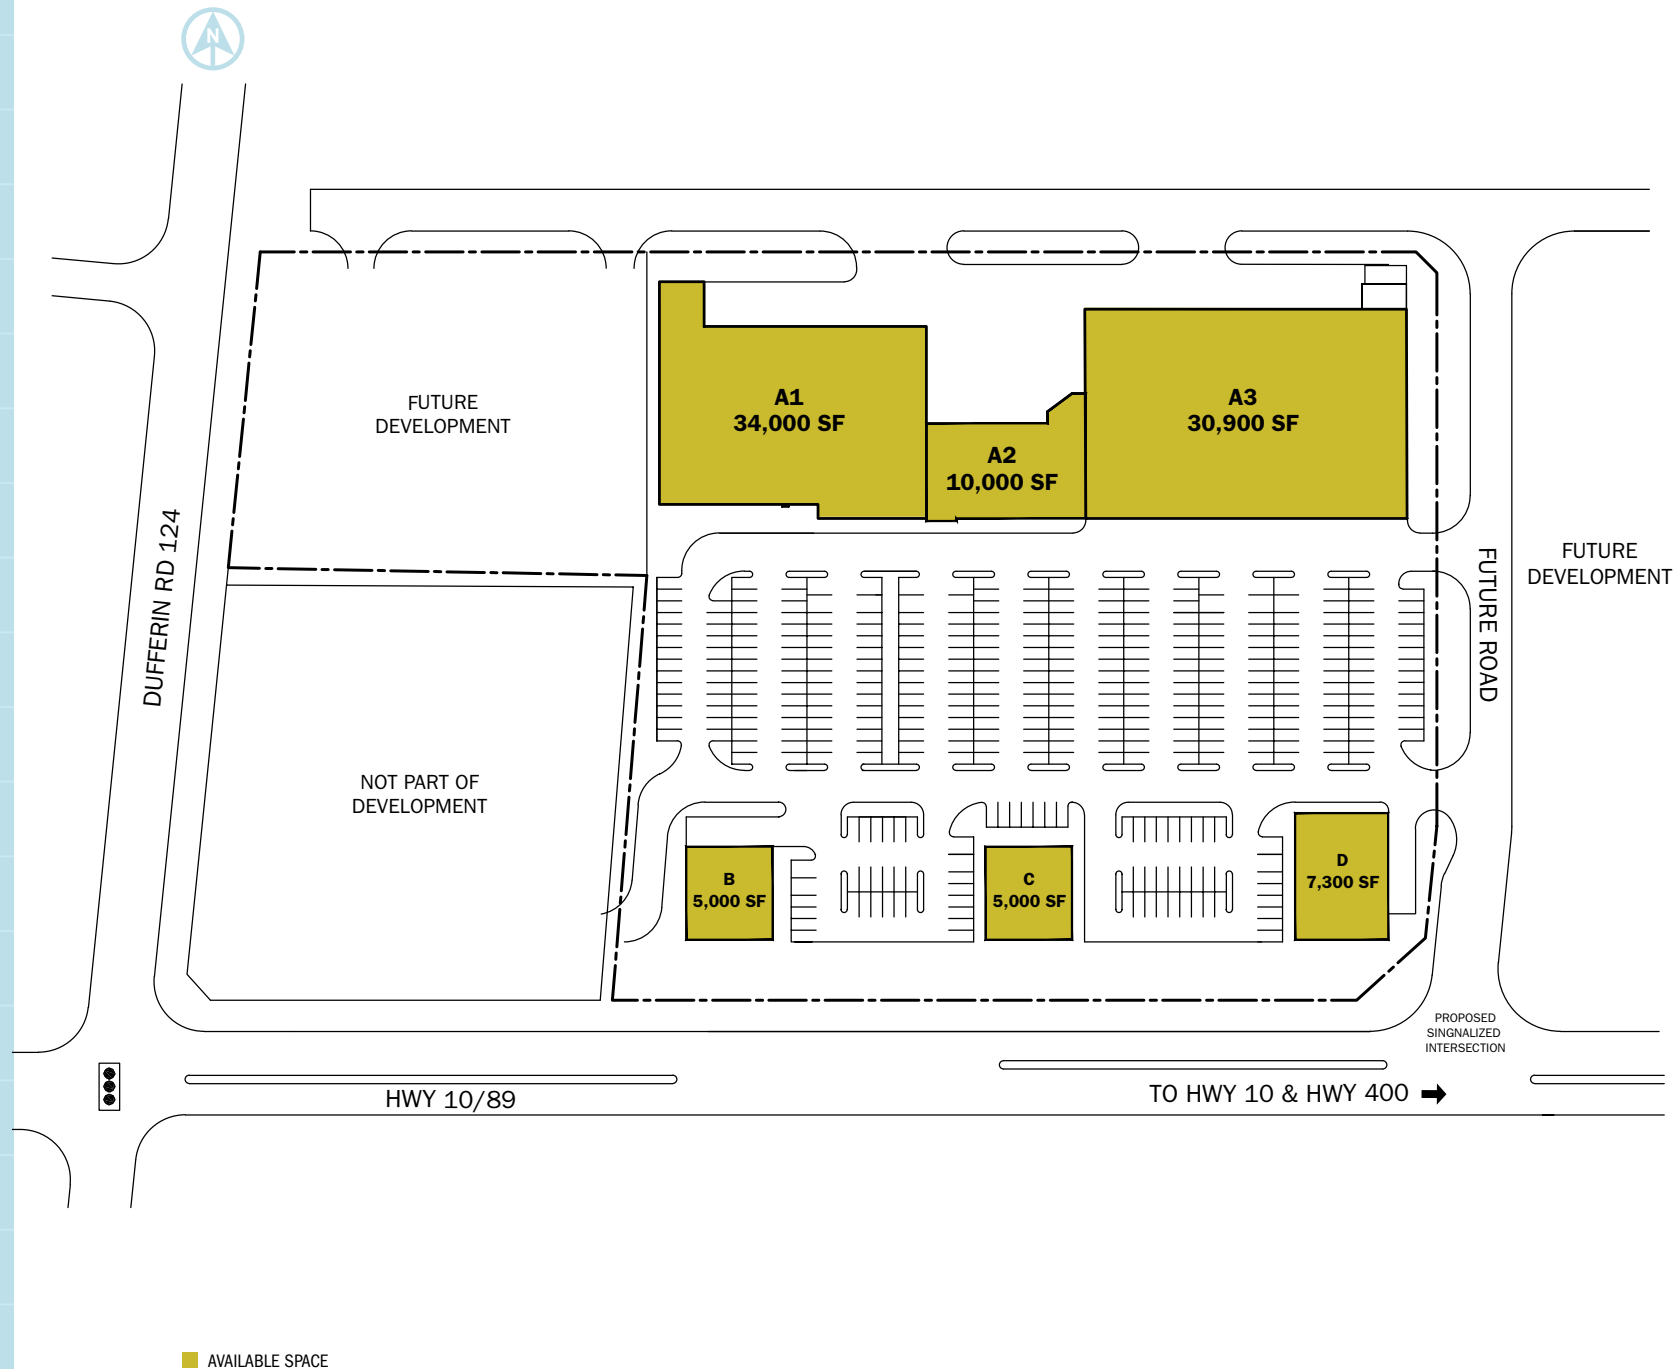 N
FUTURE
DEVELOPMENT
A1
34,000 SF
A2
10,000 SF
A3
30,900 SF
DUFFERIN RD 124
FUTURE ROAD
FUTURE
DEVELOPMENT
NOT PART OF
DEVELOPMENT
B
5,000 SF
C
5,000 SF
D
7,300 SF
PROPOSED
SINGNALIZED
INTERSECTION
HWY 10/89
TO HWY 10 & HWY 400
AVAILABLE SPACE